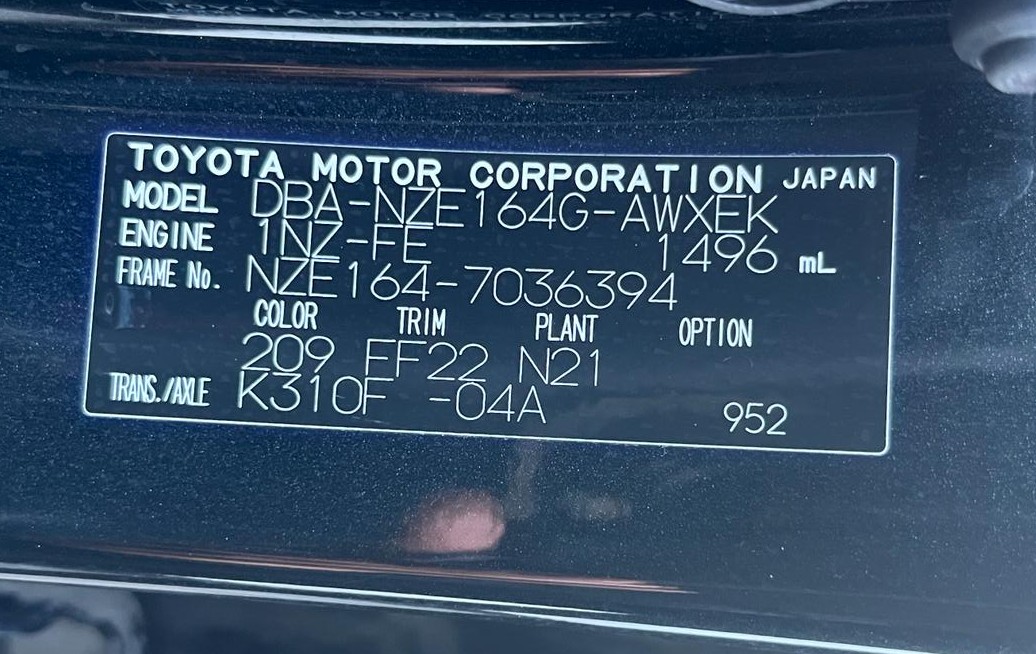 TOYOTA MOTOR CORPORATION JAPAN
MODEL DBA-NZE164G-AWXEK
ENGINE 1NZ-FE 1496 mL
FRAME No. NZE164-7036394
COLOR TRIM PLANT OPTION
209 FF22 N21
TRANS./AXLE K310F -04A 952